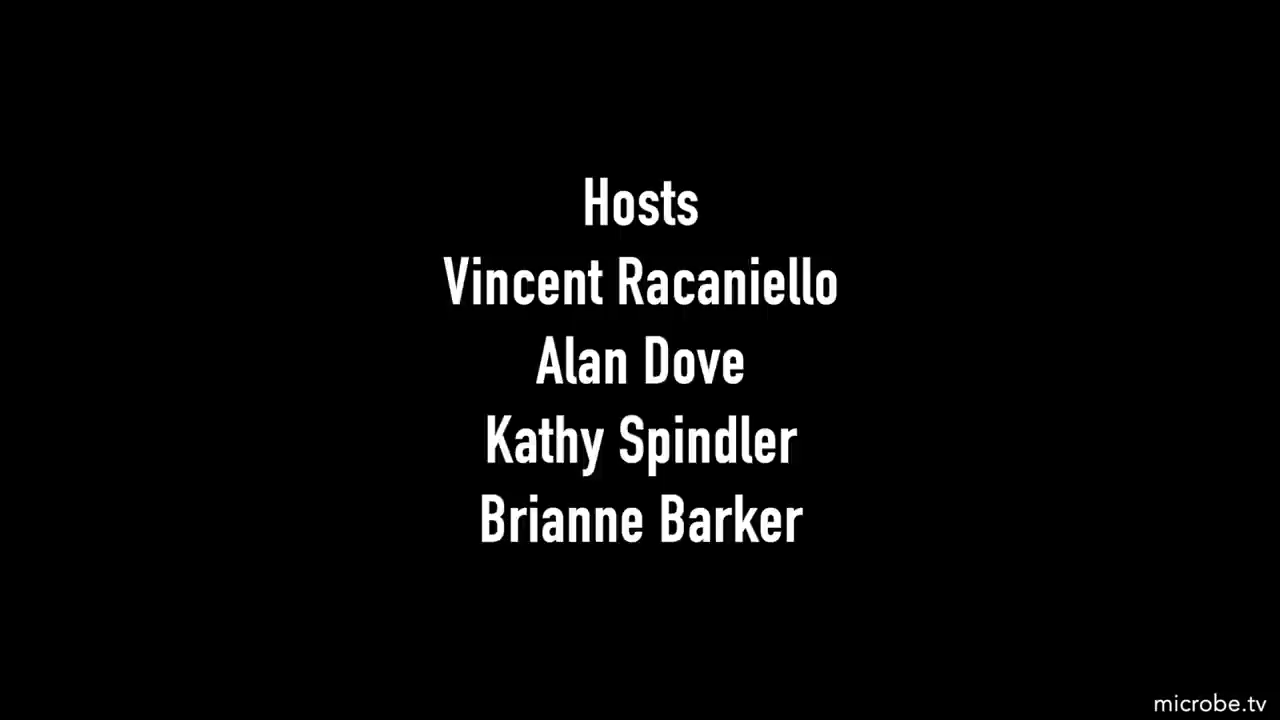 Hosts
Vincent Racaniello
Alan Dove
Kathy Spindler
Brianne Barker
microbe.tv